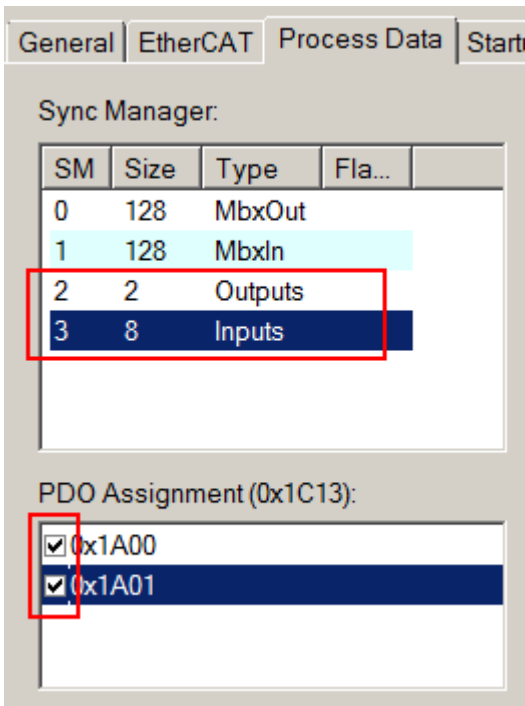 General EtherCAT Process Data Startu
Sync Manager:
SM Size Type Fla...
0 128 MbxOut
1 128 MbxIn
2 2 Outputs
3 8 Inputs
PDO Assignment (0x1C13):
0x1A00
0x1A01